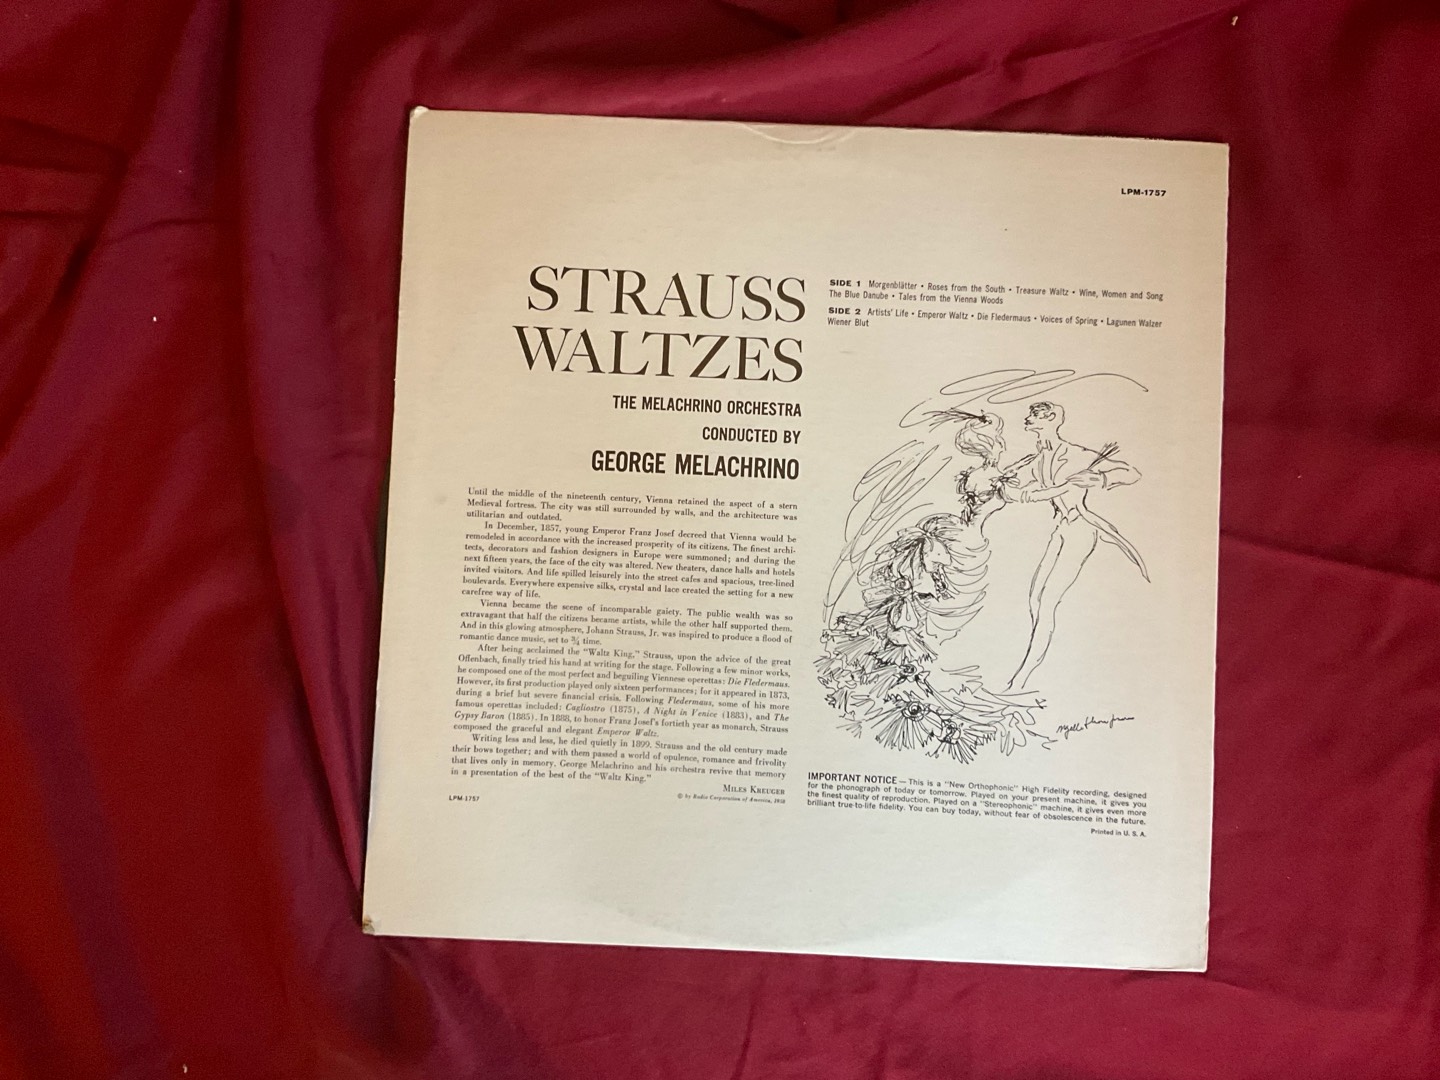 LPM-1757
STRAUSS
WALTZES
THE MELACHRINO ORCHESTRA
CONDUCTED BY
GEORGE MELACHRINO
SIDE 1 Morgenblätter • Roses from the South • Treasure Waltz • Wine, Women and Song
The Blue Danube • Tales from the Vienna Woods
SIDE 2 Artists' Life • Emperor Waltz • Die Fledermaus • Voices of Spring • Lagunen Walzer
Wiener Blut
Until the middle of the nineteenth century, Vienna retained the aspect of a stern
Medieval fortress. The city was still surrounded by walls, and the architecture was
utilitarian and outdated.
In December, 1857, young Emperor Franz Josef decreed that Vienna would be
remodeled in accordance with the increased prosperity of its citizens. The finest archi-
tects, decorators and fashion designers in Europe were summoned; and during the
next fifteen years, the face of the city was altered. New theaters, dance halls and hotels
invited visitors. And life spilled leisurely into the street cafes and spacious, tree-lined
boulevards. Everywhere expensive silks, crystal and lace created the setting for a new
carefree way of life.
Vienna became the scene of incomparable gaiety. The public wealth was so
extravagant that half the citizens became artists, while the other half supported them.
And in this glowing atmosphere, Johann Strauss, Jr. was inspired to produce a flood of
romantic dance music, set to ¾ time.
After being acclaimed the "Waltz King," Strauss, upon the advice of the great
Offenbach, finally tried his hand at writing for the stage. Following a few minor works,
he composed one of the most perfect and beguiling Viennese operettas: Die Fledermaus.
However, its first production played only sixteen performances; for it appeared in 1873,
during a brief but severe financial crisis. Following Fledermaus, some of his more
famous operettas included: Cagliostro (1875), A Night in Venice (1883), and The
Gypsy Baron (1885). In 1888, to honor Franz Josef's fortieth year as monarch, Strauss
composed the graceful and elegant Emperor Waltz.
Writing less and less, he died quietly in 1899. Strauss and the old century made
their bows together; and with them passed a world of opulence, romance and frivolity
that lives only in memory. George Melachrino and his orchestra revive that memory
in a presentation of the best of the "Waltz King."
MILES KREUGER
© by Radio Corporation of America, 1958
LPM-1757
IMPORTANT NOTICE—This is a "New Orthophonic" High Fidelity recording, designed
for the phonograph of today or tomorrow. Played on your present machine, it gives you
the finest quality of reproduction. Played on a "Stereophonic" machine, it gives even more
brilliant true-to-life fidelity. You can buy today, without fear of obsolescence in the future.
Printed in U. S. A.